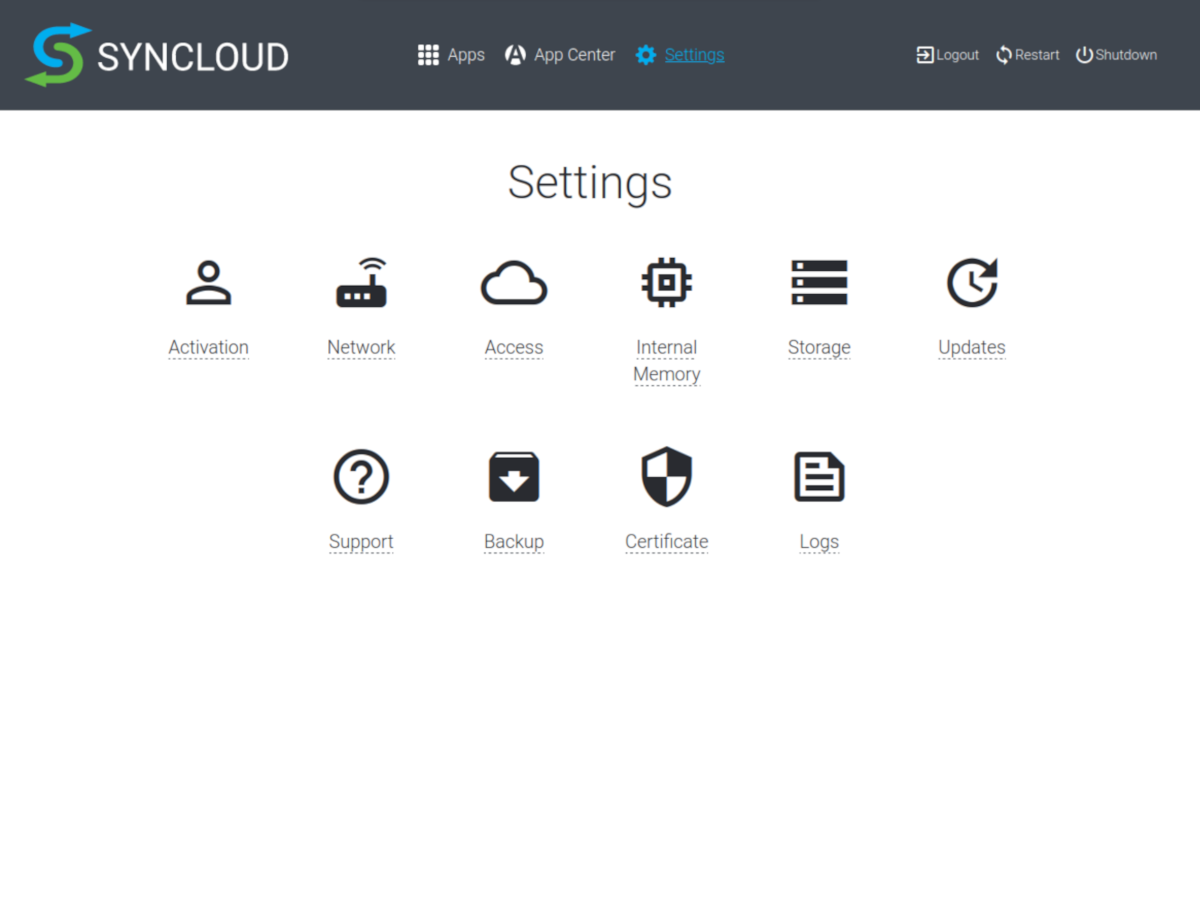 SYNCLOUD
Apps App Center Settings
Logout Restart Shutdown
Settings
Activation Network Access Internal Memory Storage Updates
Support Backup Certificate Logs